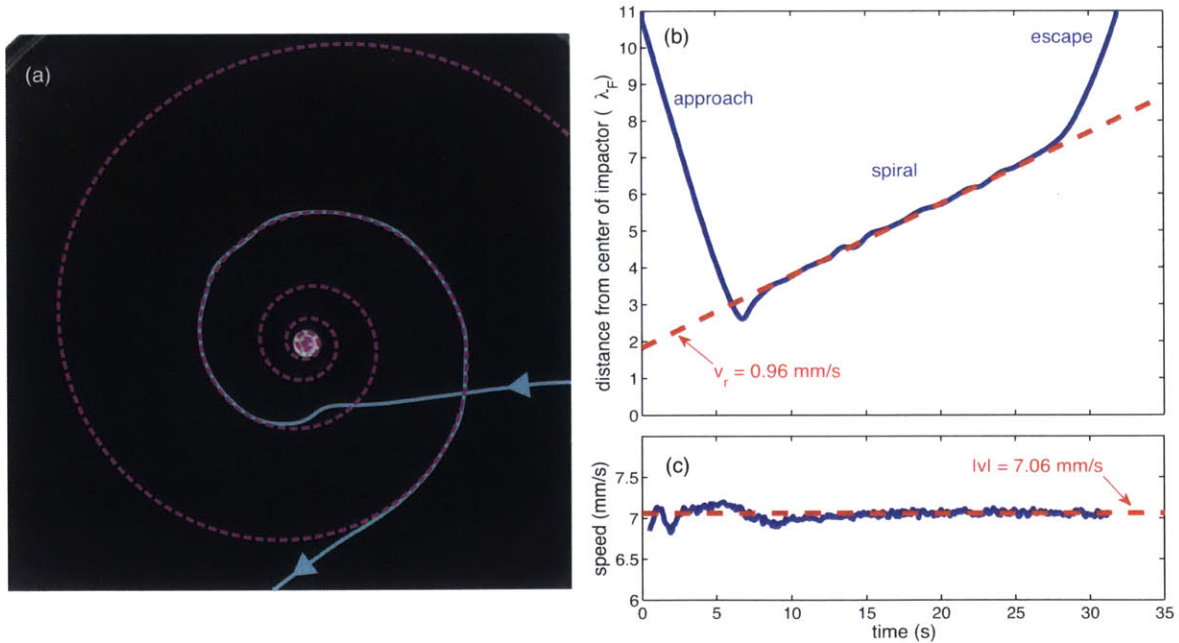 (a)
(b)
11
10
9
8
7
6
5
4
3
2
1
0
distance from center of impactor ( λ_F)
approach
spiral
escape
v_r = 0.96 mm/s
(c)
7.5
7
6.5
6
speed (mm/s)
|v| = 7.06 mm/s
0 5 10 15 20 25 30 35
time (s)